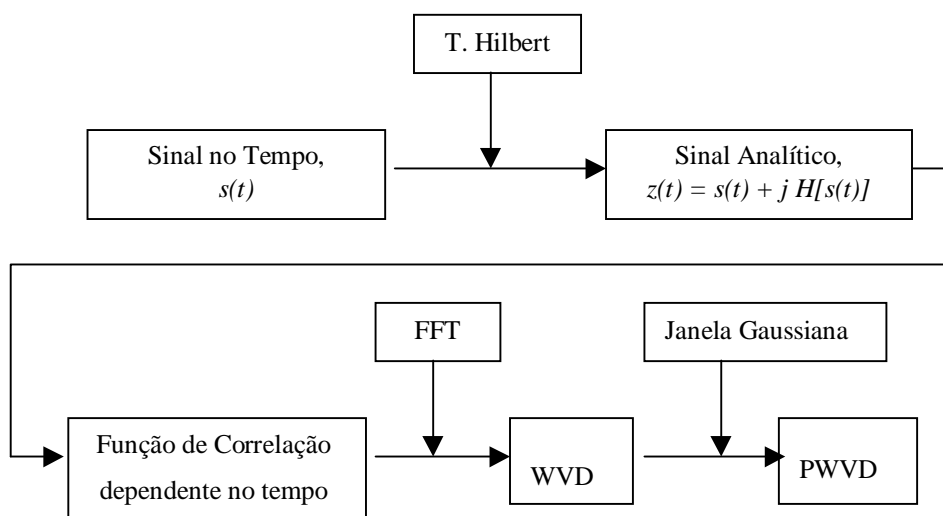 T. Hilbert
Sinal no Tempo,
s(t)
Sinal Analítico,
z(t) = s(t) + j H[s(t)]
FFT
Janela Gaussiana
Função de Correlação
dependente no tempo
WVD
PWVD